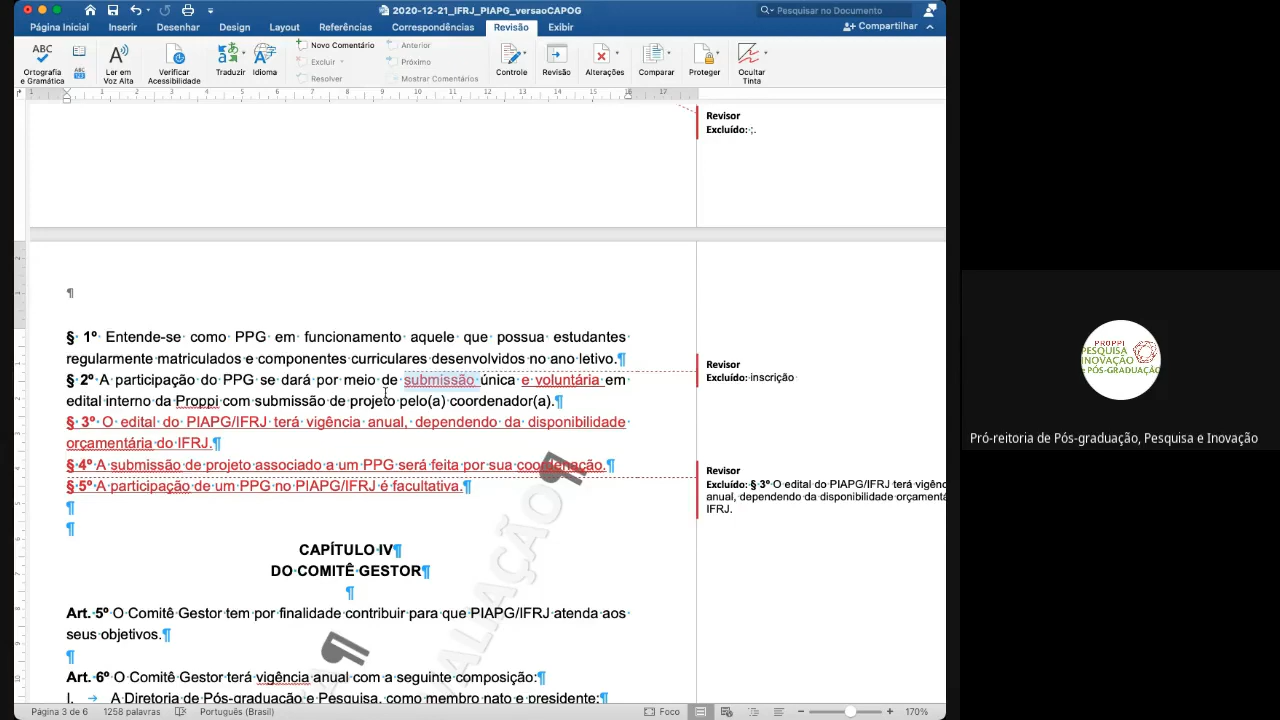 2020-12-21_IFRJ_PIAPG_versaoCAPOG
Pesquisar no Documento
Página Inicial Inserir Desenhar Design Layout Referências Correspondências Revisão Exibir
Compartilhar
Ortografia e Gramática
Ler em Voz Alta
Verificar Acessibilidade
Traduzir
Idioma
Novo Comentário
Excluir
Resolver
Anterior
Próximo
Mostrar Comentários
Controle
Revisão
Alterações
Comparar
Proteger
Ocultar Tinta
Revisor
Excluído: ;.
§ 1º Entende-se como PPG em funcionamento aquele que possua estudantes
regularmente matriculados e componentes curriculares desenvolvidos no ano letivo.¶
§ 2º A participação do PPG se dará por meio de submissão única e voluntária em
edital interno da Proppi com submissão de projeto pelo(a) coordenador(a).¶
§ 3º O edital do PIAPG/IFRJ terá vigência anual, dependendo da disponibilidade
orçamentária do IFRJ.¶
§ 4º A submissão de projeto associado a um PPG será feita por sua coordenação.¶
§ 5º A participação de um PPG no PIAPG/IFRJ é facultativa.¶
CAPÍTULO IV¶
DO COMITÊ GESTOR¶
Art. 5º O Comitê Gestor tem por finalidade contribuir para que PIAPG/IFRJ atenda aos
seus objetivos.¶
Art. 6º O Comitê Gestor terá vigência anual com a seguinte composição:¶
I. → A Diretoria de Pós-graduação e Pesquisa, como membro nato e presidente;¶
Revisor
Excluído: inscrição
Revisor
Excluído: § 3º O edital do PIAPG/IFRJ terá vigênc
anual, dependendo da disponibilidade orçamentá
IFRJ.
ALIAÇÃO¶
Página 3 de 6 1258 palavras Português (Brasil) Foco 170%
PROPPI
PESQUISA
INOVAÇÃO
e PÓS-GRADUAÇÃO
Pró-reitoria de Pós-graduação, Pesquisa e Inovação